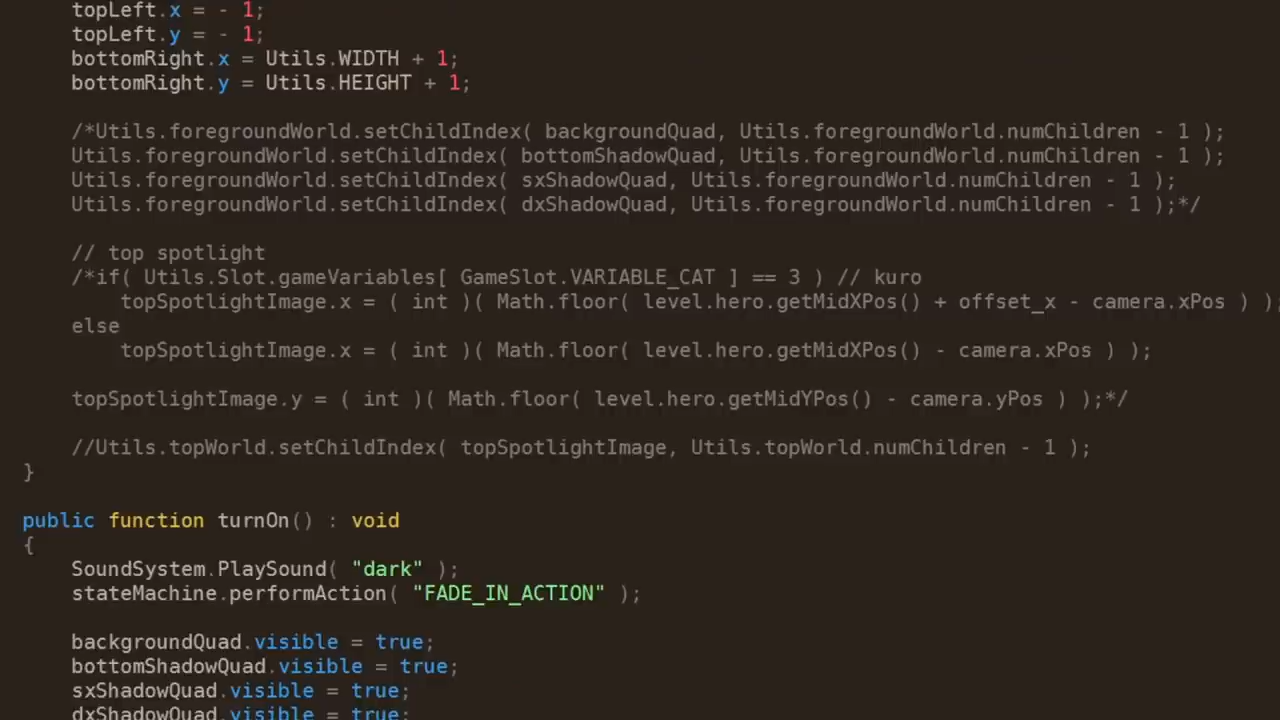 topLeft.x = - 1;
topLeft.y = - 1;
bottomRight.x = Utils.WIDTH + 1;
bottomRight.y = Utils.HEIGHT + 1;
/*Utils.foregroundWorld.setChildIndex( backgroundQuad, Utils.foregroundWorld.numChildren - 1 );
Utils.foregroundWorld.setChildIndex( bottomShadowQuad, Utils.foregroundWorld.numChildren - 1 );
Utils.foregroundWorld.setChildIndex( sxShadowQuad, Utils.foregroundWorld.numChildren - 1 );
Utils.foregroundWorld.setChildIndex( dxShadowQuad, Utils.foregroundWorld.numChildren - 1 );*/
// top spotlight
/*if( Utils.Slot.gameVariables[ GameSlot.VARIABLE_CAT ] == 3 ) // kuro
topSpotlightImage.x = ( int )( Math.floor( level.hero.getMidXPos() + offset_x - camera.xPos ) )
else
topSpotlightImage.x = ( int )( Math.floor( level.hero.getMidXPos() - camera.xPos ) );
topSpotlightImage.y = ( int )( Math.floor( level.hero.getMidYPos() - camera.yPos ) );*/
//Utils.topWorld.setChildIndex( topSpotlightImage, Utils.topWorld.numChildren - 1 );
}
public function turnOn() : void
{
SoundSystem.PlaySound( "dark" );
stateMachine.performAction( "FADE_IN_ACTION" );
backgroundQuad.visible = true;
bottomShadowQuad.visible = true;
sxShadowQuad.visible = true;
dxShadowQuad.visible = true;